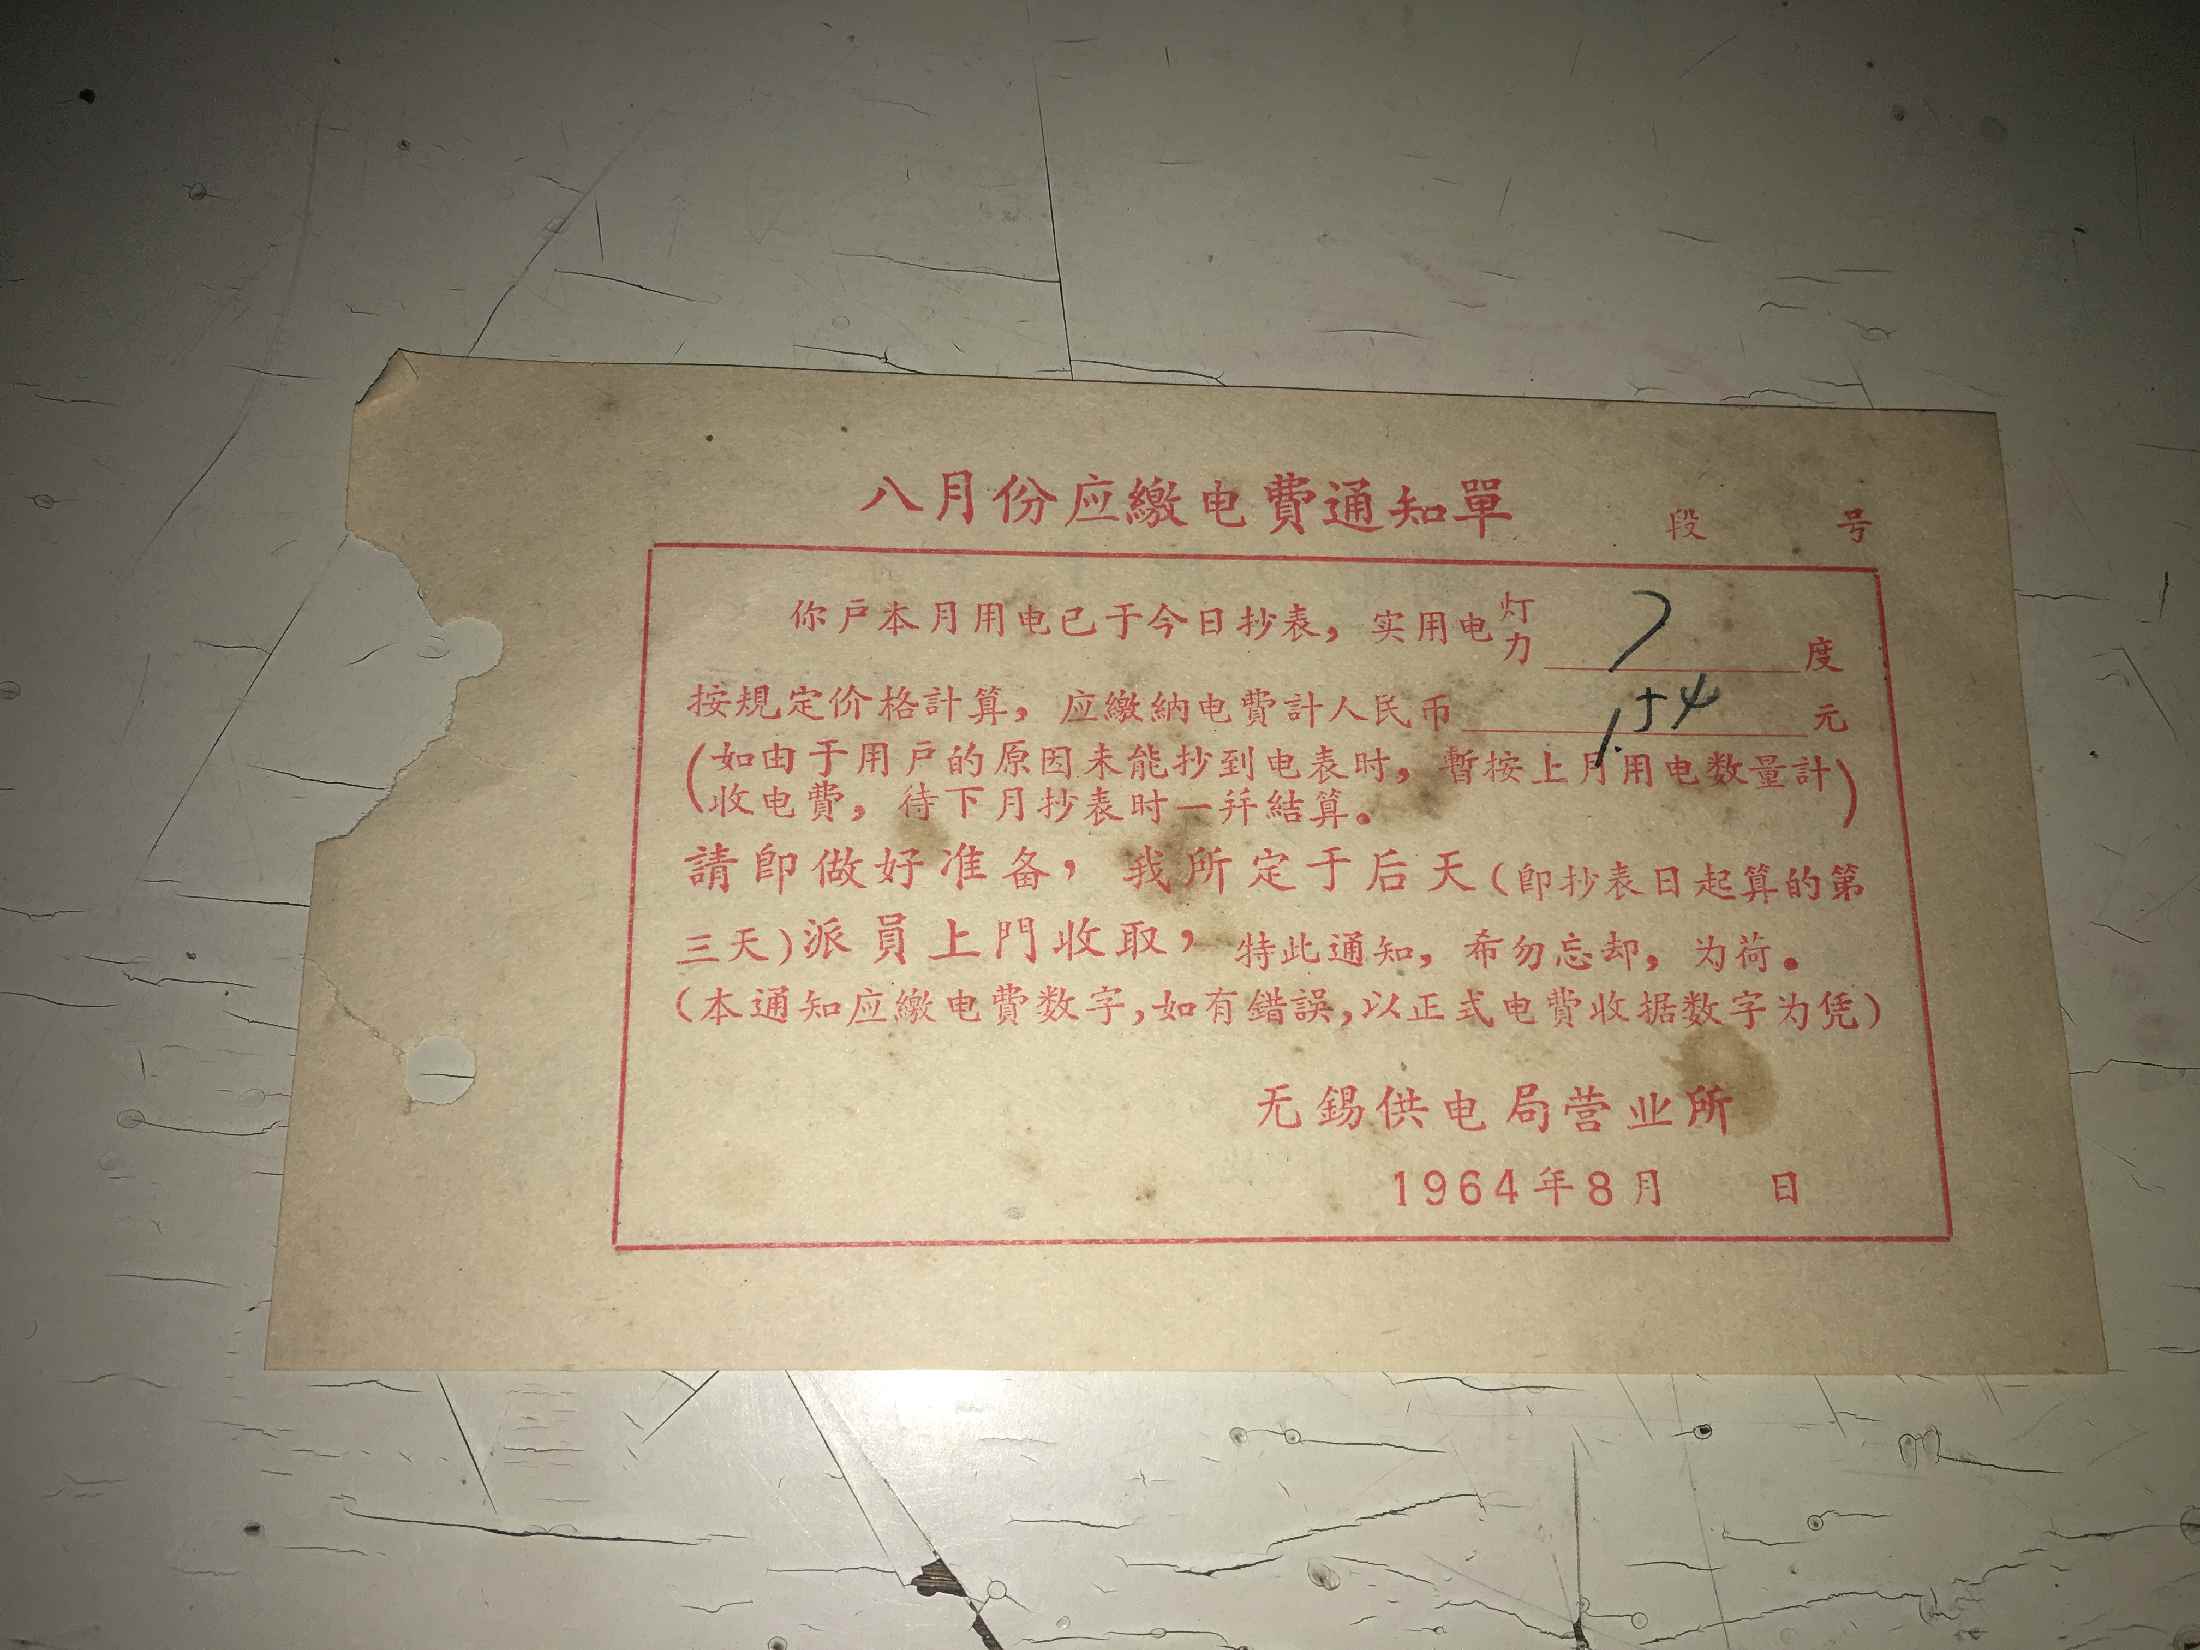 八月份应繳电費通知單 段 号
你戶本月用电已于今日抄表，实用电灯力 7 度
按規定价格計算，应繳納电費計人民币 1.54 元
(如由于用戶的原因未能抄到电表时，暫按上月用电数量計
收电費，待下月抄表时一幷結算。)
請即做好准备，我所定于后天(即抄表日起算的第
三天)派員上門收取，特此通知，希勿忘却，为荷。
(本通知应繳电費数字，如有錯誤，以正式电費收据数字为凭)
无錫供电局营业所
1964年8月 日